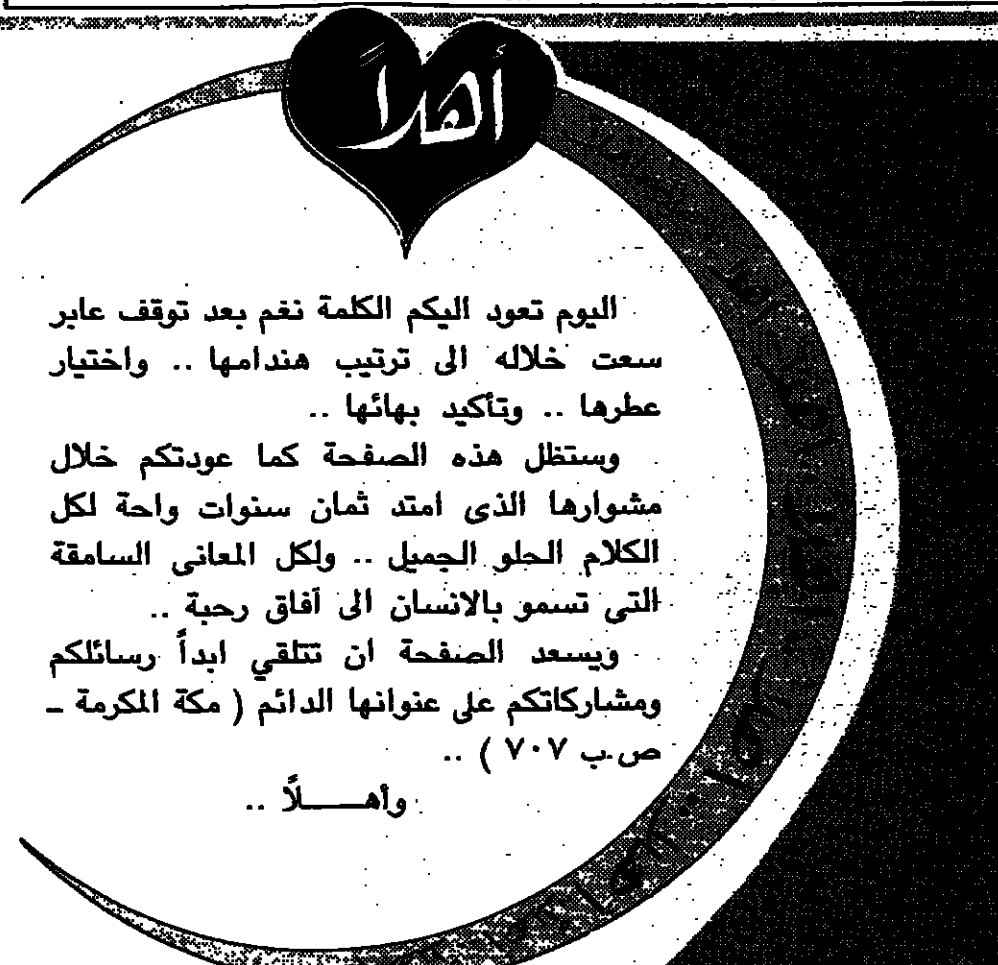 أهلاً
اليوم تعود اليكم الكلمة نغم بعد توقف عابر
سعت خلاله الى ترتيب هندامها .. واختيار
عطرها .. وتأكيد بهائها ..
وستظل هذه الصفحة كما عودتكم خلال
مشوارها الذى امتد ثمان سنوات واحة لكل
الكلام الحلو الجميل .. ولكل المعانى السامقة
التى تسمو بالانسان الى آفاق رحبة ..
ويسعد الصفحة ان تتلقي ابداً رسائلكم
ومشاركاتكم على عنوانها الدائم ( مكة المكرمة ــ
ص.ب ٧٠٧ ) ..
وأهـــــلاً ..